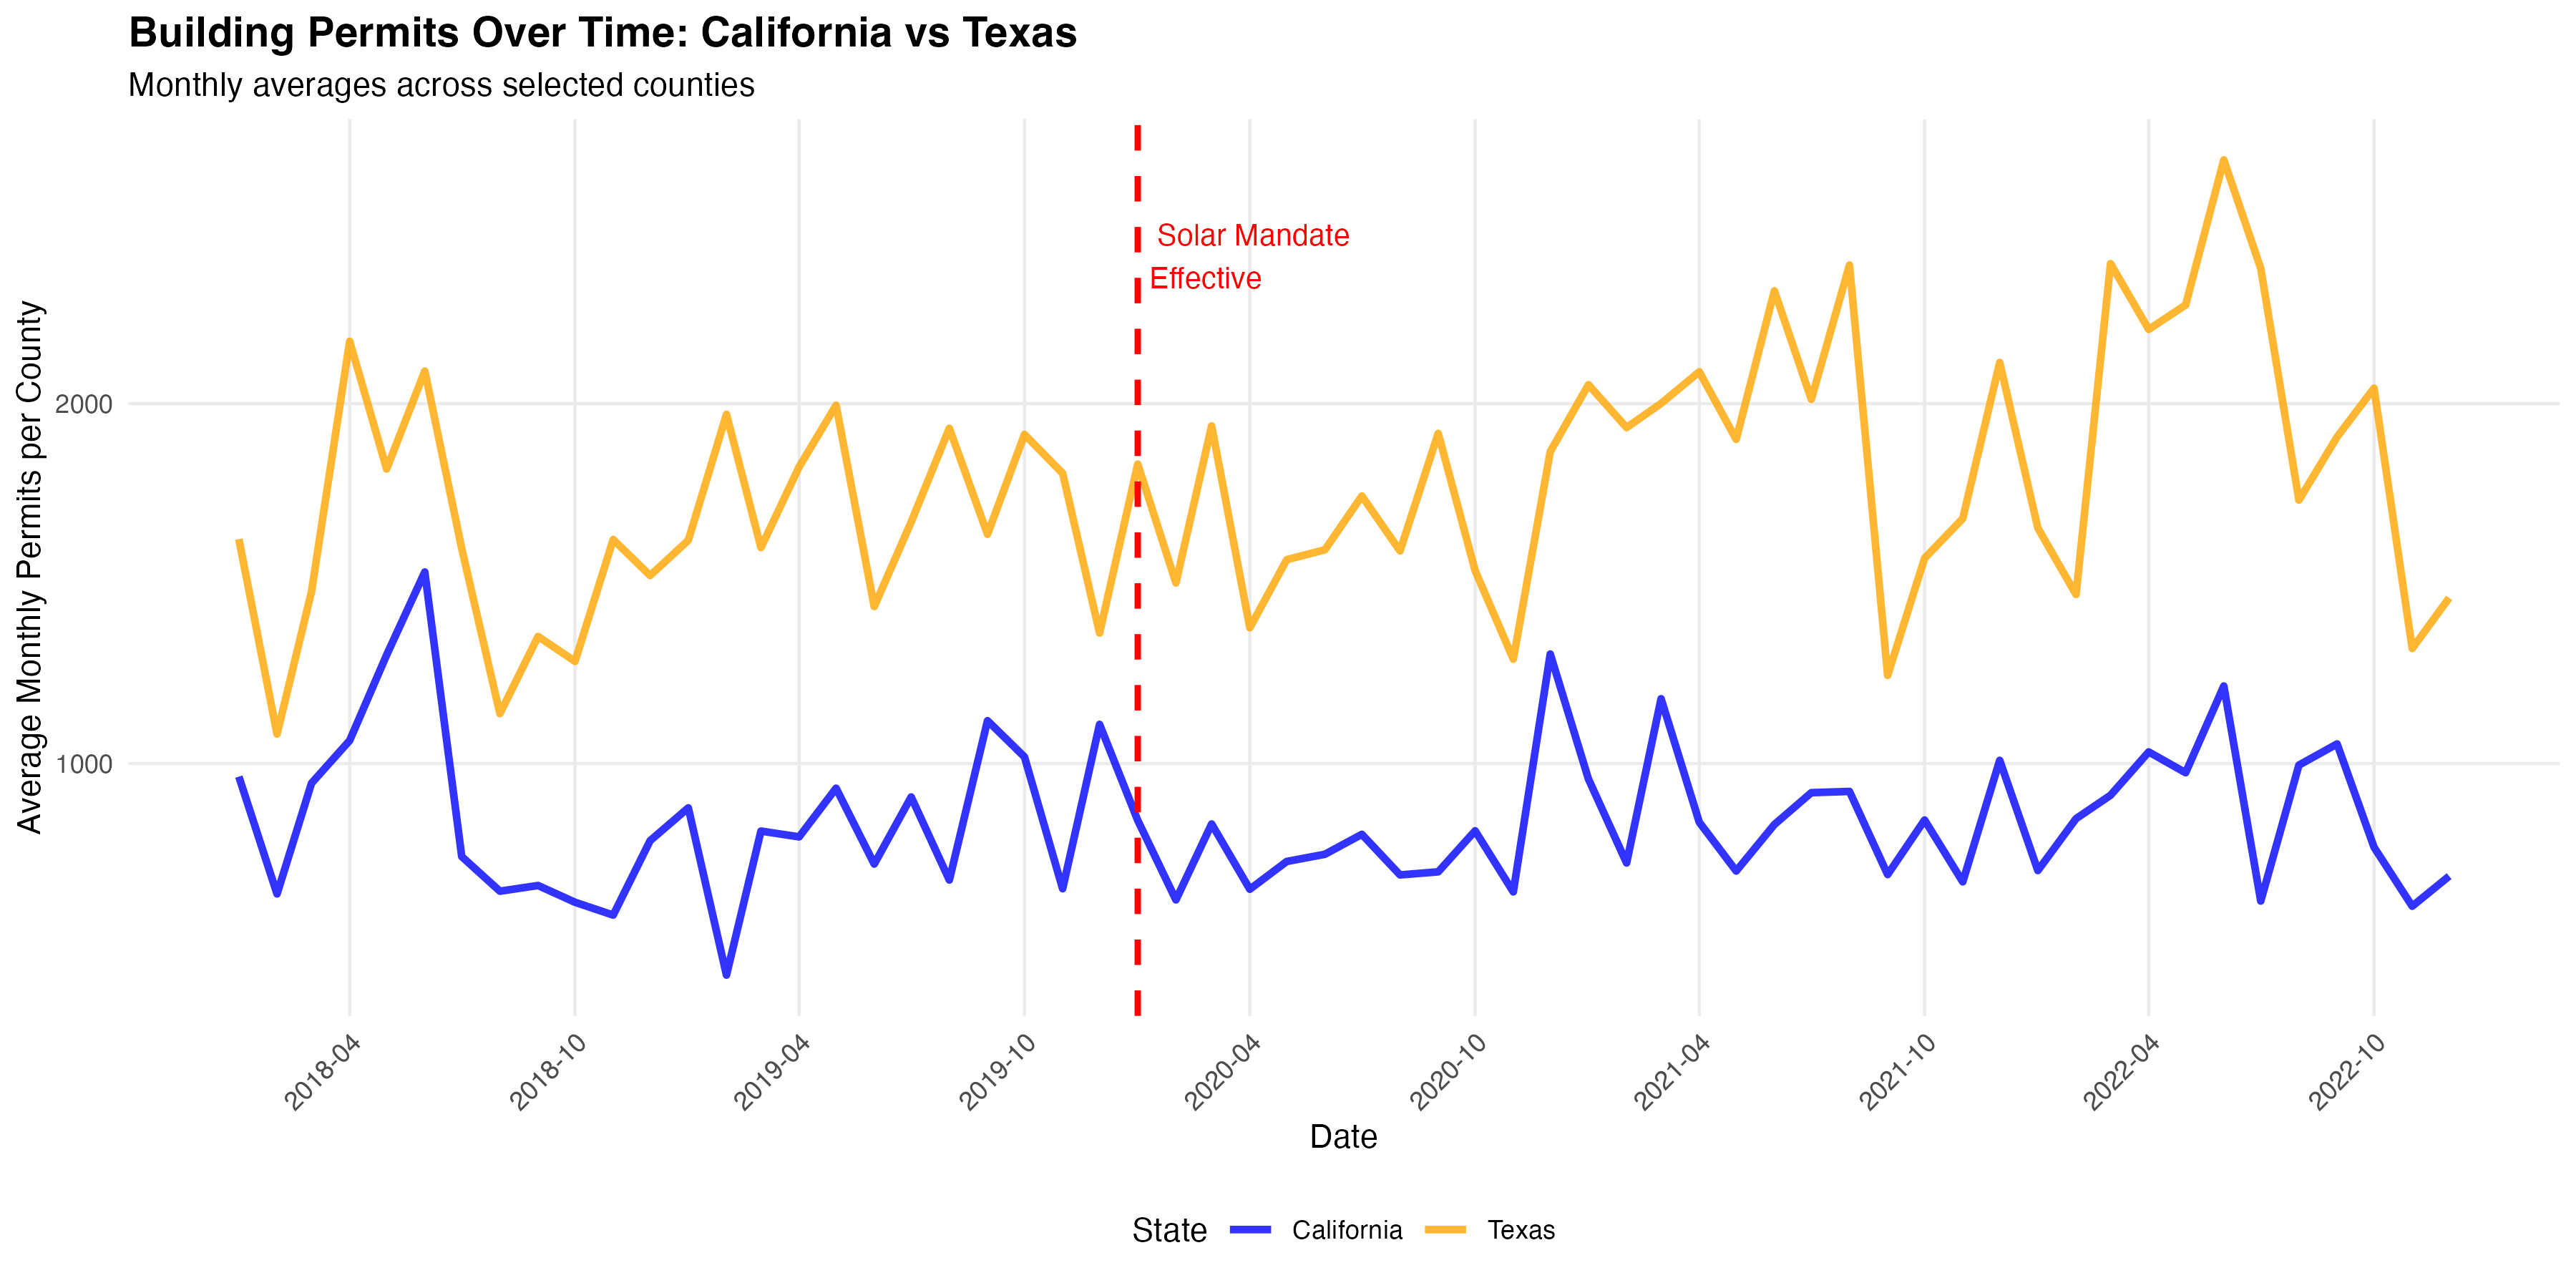 Building Permits Over Time: California vs Texas
Monthly averages across selected counties
Average Monthly Permits per County
2000
1000
Solar Mandate
Effective
2018-04
2018-10
2019-04
2019-10
2020-04
2020-10
2021-04
2021-10
2022-04
2022-10
Date
State California Texas